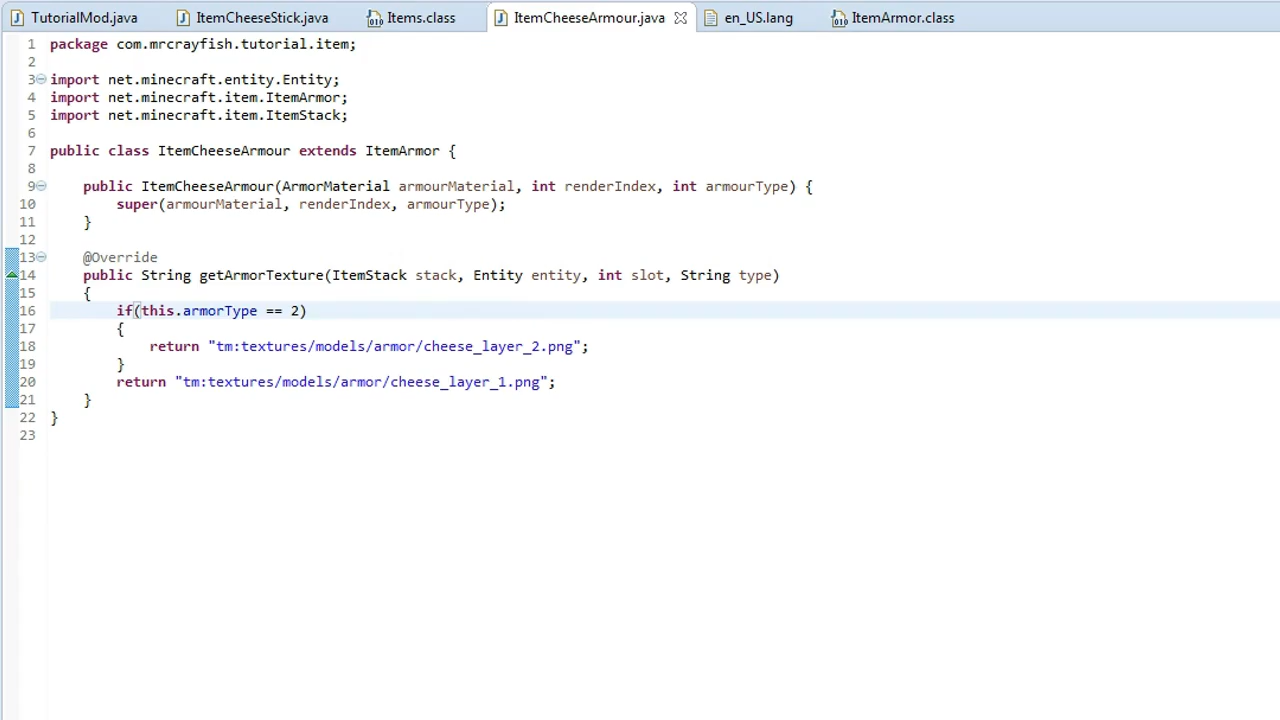 TutorialMod.java ItemCheeseStick.java Items.class ItemCheeseArmour.java en_US.lang ItemArmor.class
1 package com.mrcrayfish.tutorial.item;
2
3 import net.minecraft.entity.Entity;
4 import net.minecraft.item.ItemArmor;
5 import net.minecraft.item.ItemStack;
6
7 public class ItemCheeseArmour extends ItemArmor {
8
9 public ItemCheeseArmour(ArmorMaterial armourMaterial, int renderIndex, int armourType) {
10 super(armourMaterial, renderIndex, armourType);
11 }
12
13 @Override
14 public String getArmorTexture(ItemStack stack, Entity entity, int slot, String type)
15 {
16 if(this.armorType == 2)
17 {
18 return "tm:textures/models/armor/cheese_layer_2.png";
19 }
20 return "tm:textures/models/armor/cheese_layer_1.png";
21 }
22 }
23